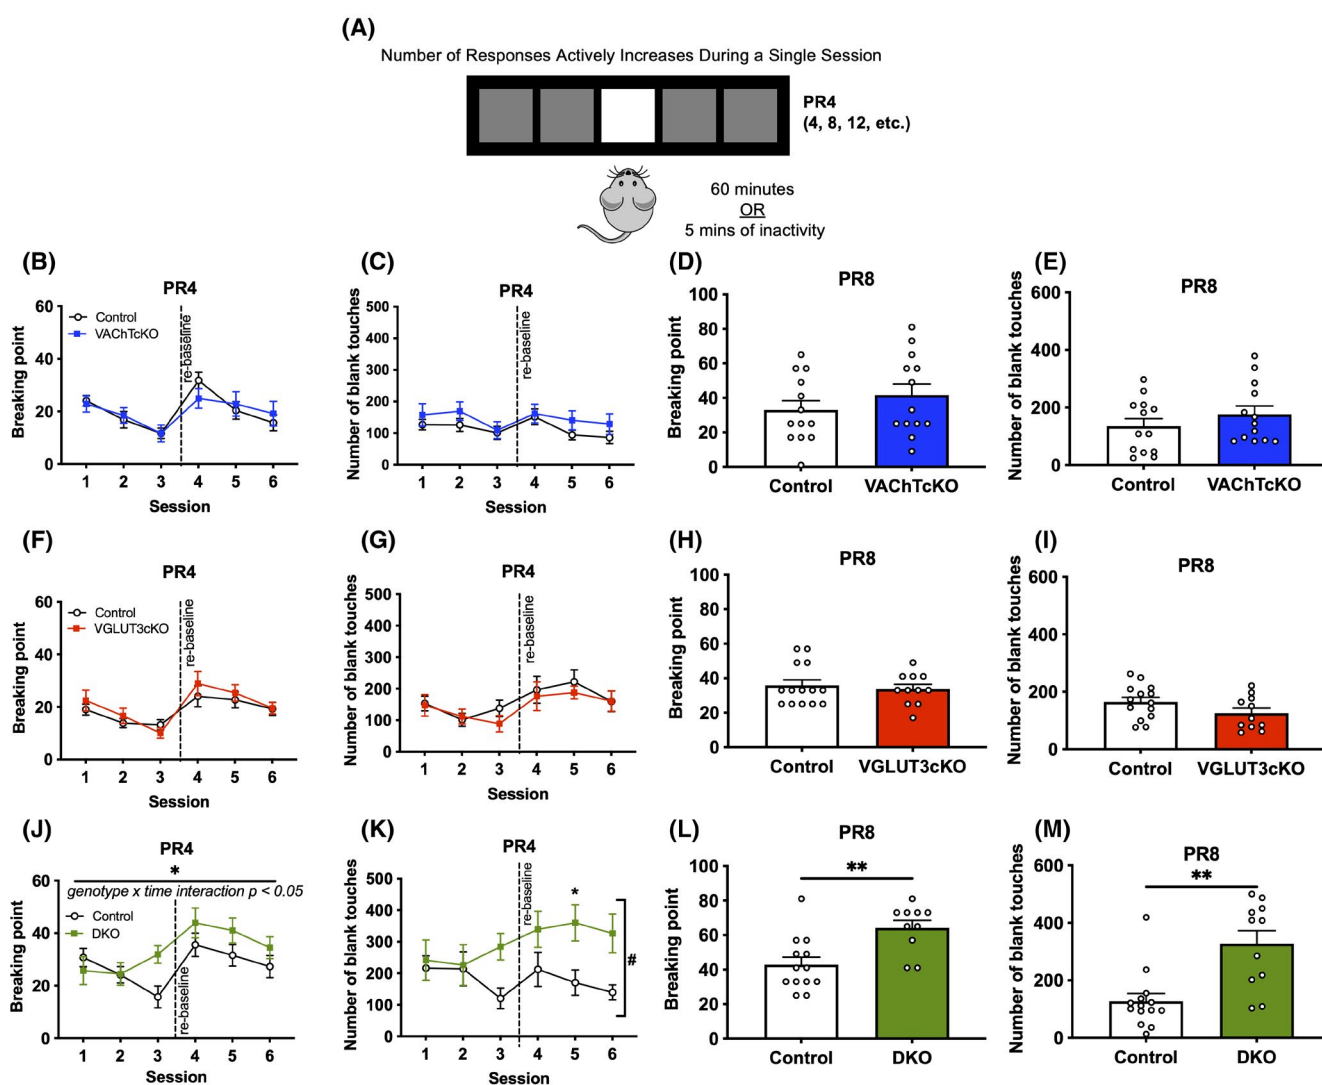 (A)
Number of Responses Actively Increases During a Single Session
PR4
(4, 8, 12, etc.)
60 minutes
OR
5 mins of inactivity
(B)
PR4
Breaking point
60
40
20
0
Control
VAChTcKO
re-baseline
1 2 3 4 5 6
Session
(C)
PR4
Number of blank touches
500
400
300
200
100
0
re-baseline
1 2 3 4 5 6
Session
(D)
PR8
Breaking point
100
80
60
40
20
0
Control VAChTcKO
(E)
PR8
Number of blank touches
600
400
200
0
Control VAChTcKO
(F)
PR4
Breaking point
60
40
20
0
Control
VGLUT3cKO
re-baseline
1 2 3 4 5 6
Session
(G)
PR4
Number of blank touches
500
400
300
200
100
0
re-baseline
1 2 3 4 5 6
Session
(H)
PR8
Breaking point
100
80
60
40
20
0
Control VGLUT3cKO
(I)
PR8
Number of blank touches
600
400
200
0
Control VGLUT3cKO
(J)
PR4
*
genotype x time interaction p < 0.05
Breaking point
60
40
20
0
Control
DKO
re-baseline
1 2 3 4 5 6
Session
(K)
PR4
Number of blank touches
500
400
300
200
100
0
re-baseline
*
#
1 2 3 4 5 6
Session
(L)
PR8
**
Breaking point
100
80
60
40
20
0
Control DKO
(M)
PR8
**
Number of blank touches
600
400
200
0
Control DKO